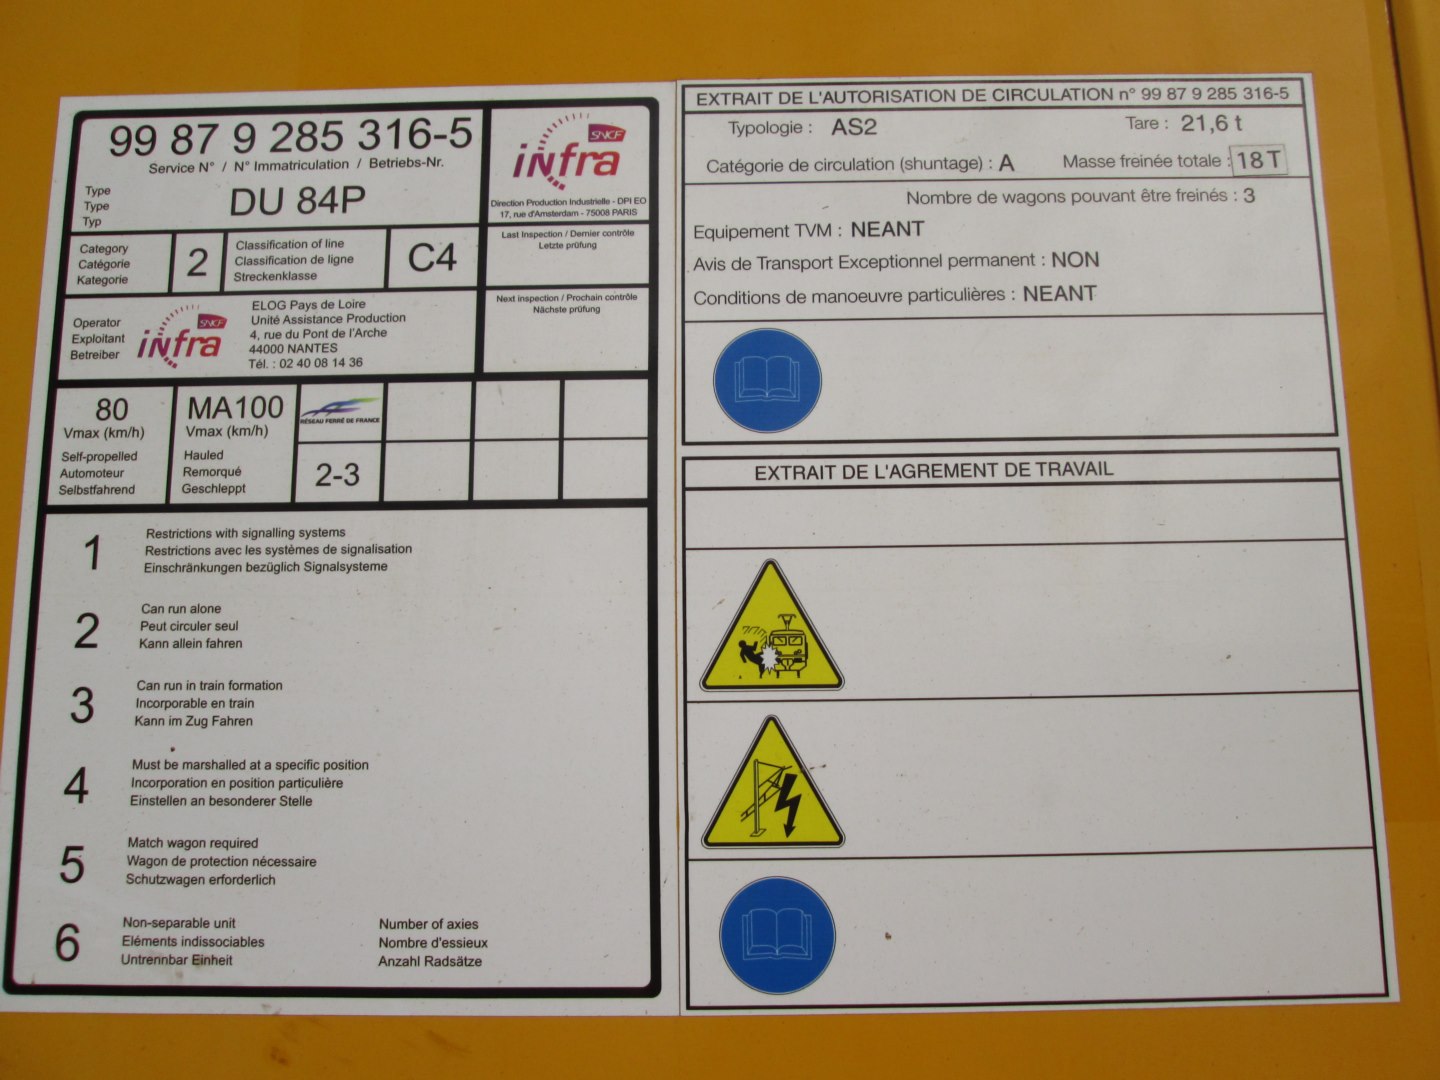 99 87 9 285 316-5
Service N° / N° Immatriculation / Betriebs-Nr.
Type
Type
Typ
DU 84P
SNCF
iNfra
Direction Production Industrielle - DPI EO
17, rue d'Amsterdam - 75008 PARIS
Category
Catégorie
Kategorie
2
Classification of line
Classification de ligne
Streckenklasse
C4
Last Inspection / Dernier contrôle
Letzte prüfung
Operator
Exploitant
Betreiber
SNCF
iNfra
ELOG Pays de Loire
Unité Assistance Production
4, rue du Pont de l'Arche
44000 NANTES
Tél. : 02 40 08 14 36
Next inspection / Prochain contrôle
Nächste prüfung
80
Vmax (km/h)
Self-propelled
Automoteur
Selbstfahrend
MA100
Vmax (km/h)
Hauled
Remorqué
Geschleppt
RÉSEAU FERRÉ DE FRANCE
2-3
1
Restrictions with signalling systems
Restrictions avec les systèmes de signalisation
Einschränkungen bezüglich Signalsysteme
2
Can run alone
Peut circuler seul
Kann allein fahren
3
Can run in train formation
Incorporable en train
Kann im Zug Fahren
4
Must be marshalled at a specific position
Incorporation en position particulière
Einstellen an besonderer Stelle
5
Match wagon required
Wagon de protection nécessaire
Schutzwagen erforderlich
6
Non-separable unit
Eléments indissociables
Untrennbar Einheit
Number of axies
Nombre d'essieux
Anzahl Radsätze
EXTRAIT DE L'AUTORISATION DE CIRCULATION n° 99 87 9 285 316-5
Typologie : AS2
Tare : 21,6 t
Catégorie de circulation (shuntage) : A
Masse freinée totale : 18 T
Nombre de wagons pouvant être freinés : 3
Equipement TVM : NEANT
Avis de Transport Exceptionnel permanent : NON
Conditions de manoeuvre particulières : NEANT
EXTRAIT DE L'AGREMENT DE TRAVAIL